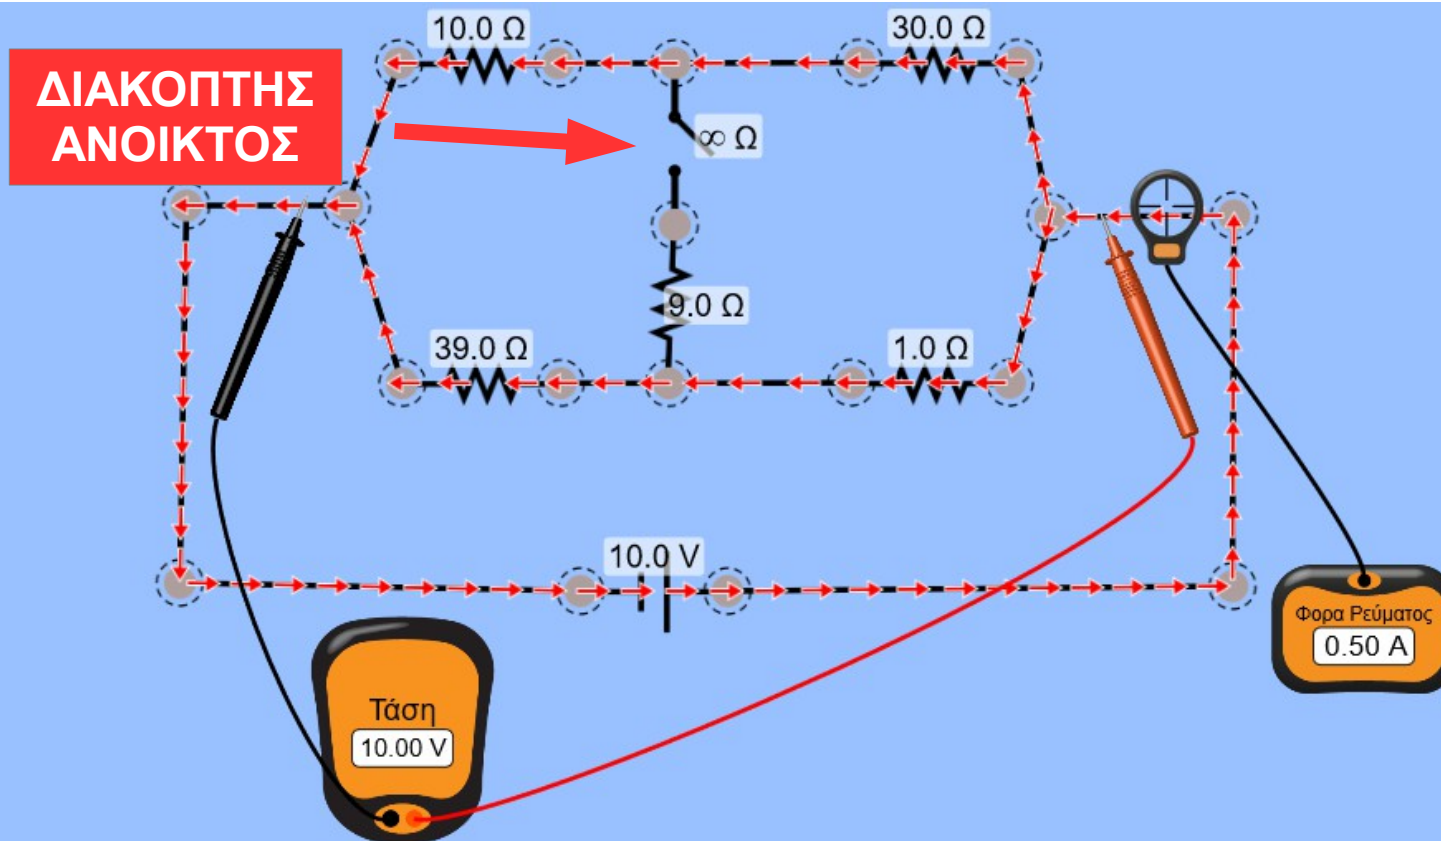 10.0 Ω
30.0 Ω
ΔΙΑΚΟΠΤΗΣ
ΑΝΟΙΚΤΟΣ
∞ Ω
9.0 Ω
39.0 Ω
1.0 Ω
10.0 V
Φορα Ρεύματος
0.50 A
Τάση
10.00 V